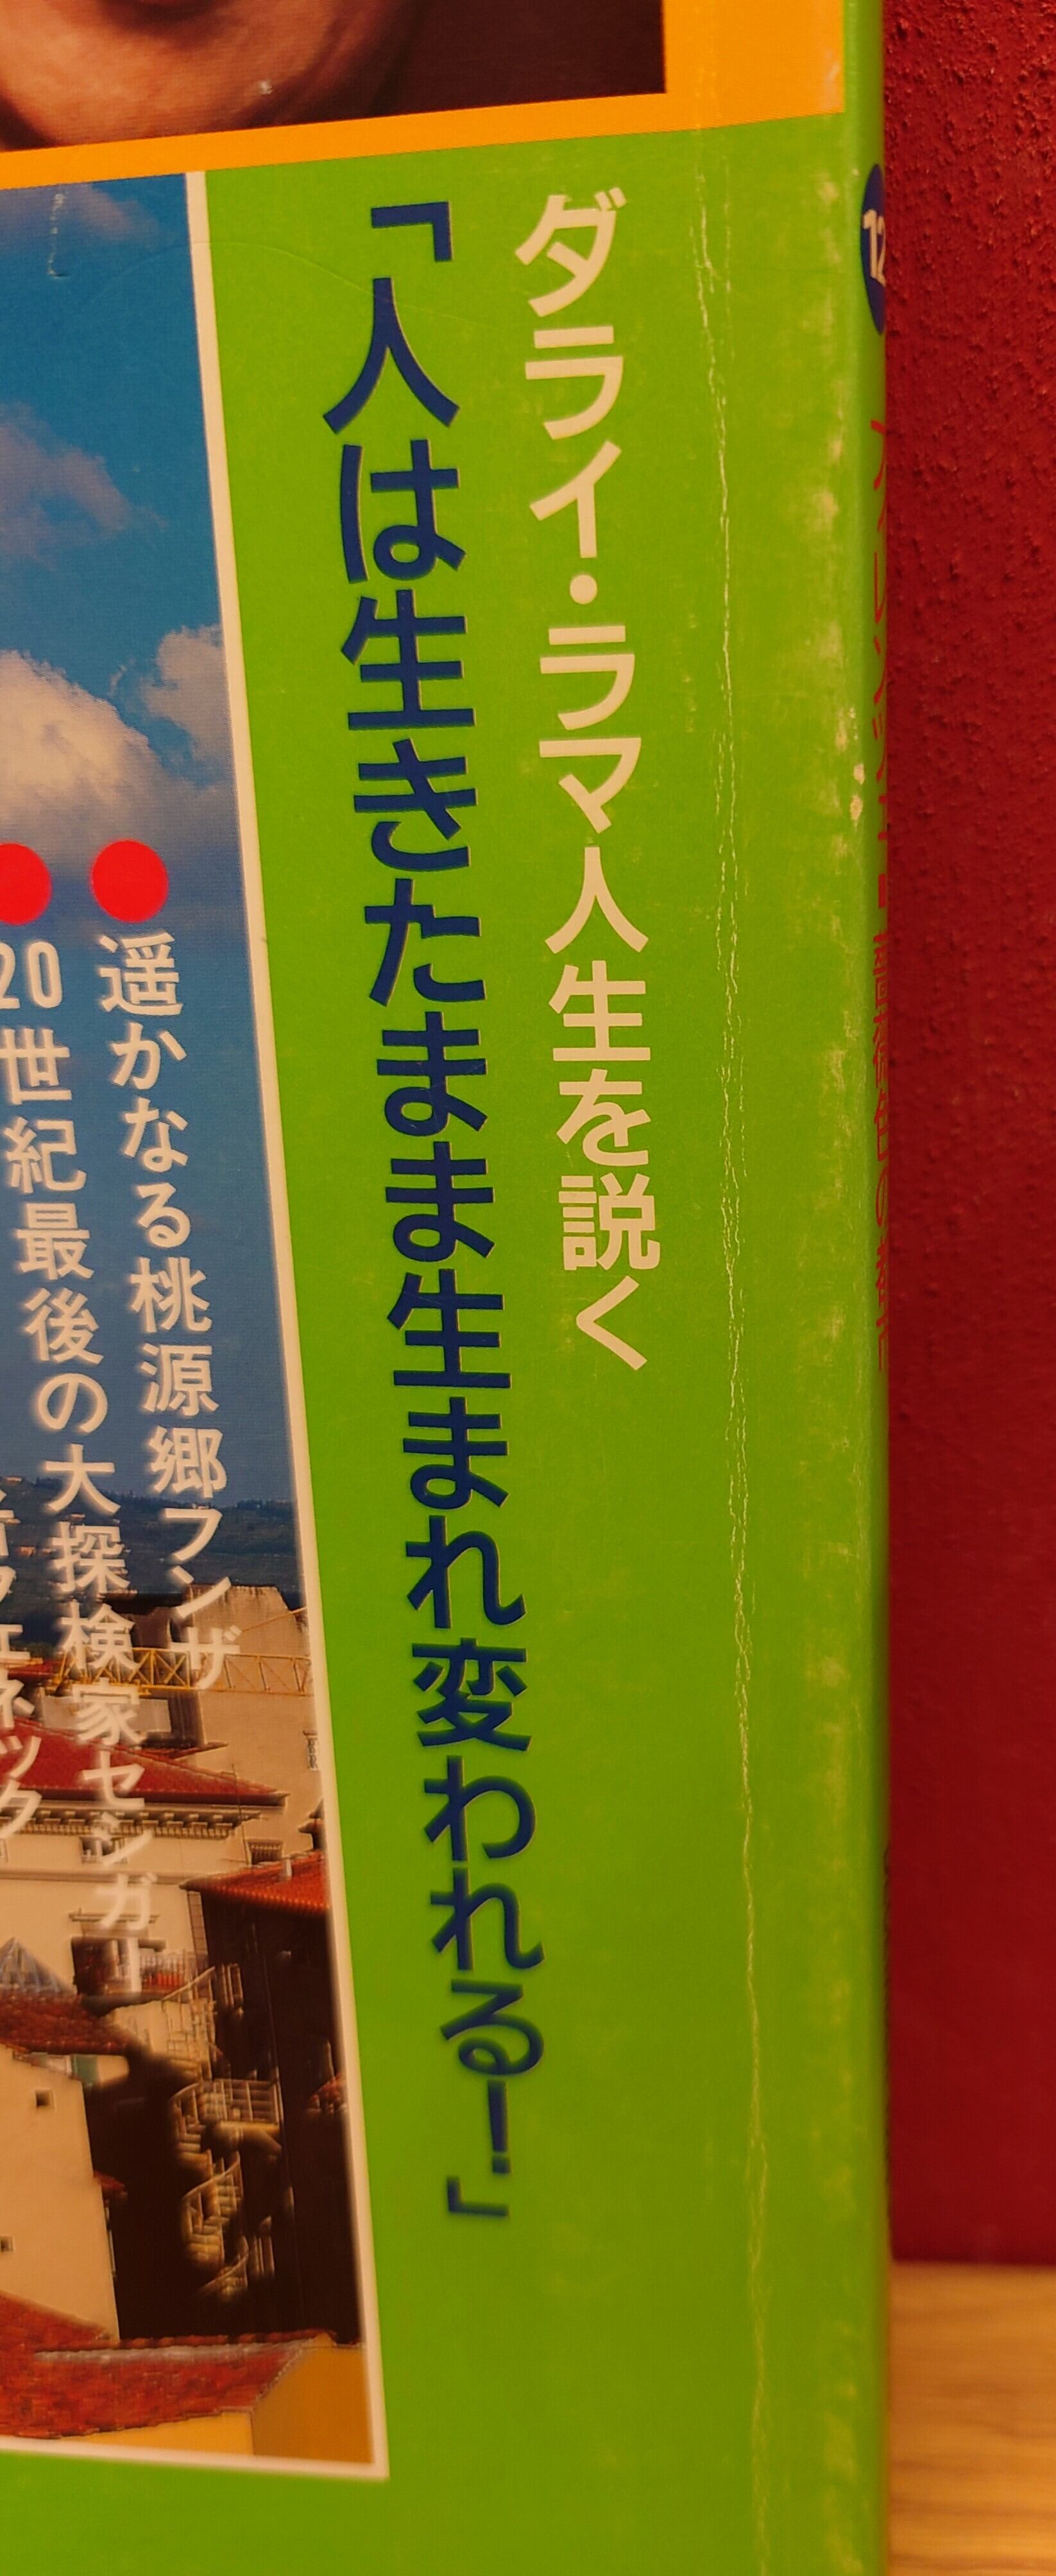 ダライ・ラマ人生を説く
「人は生きたまま生まれ変われる!」
遥かなる桃源郷フンザ
20世紀最後の大探検家セシガー
12